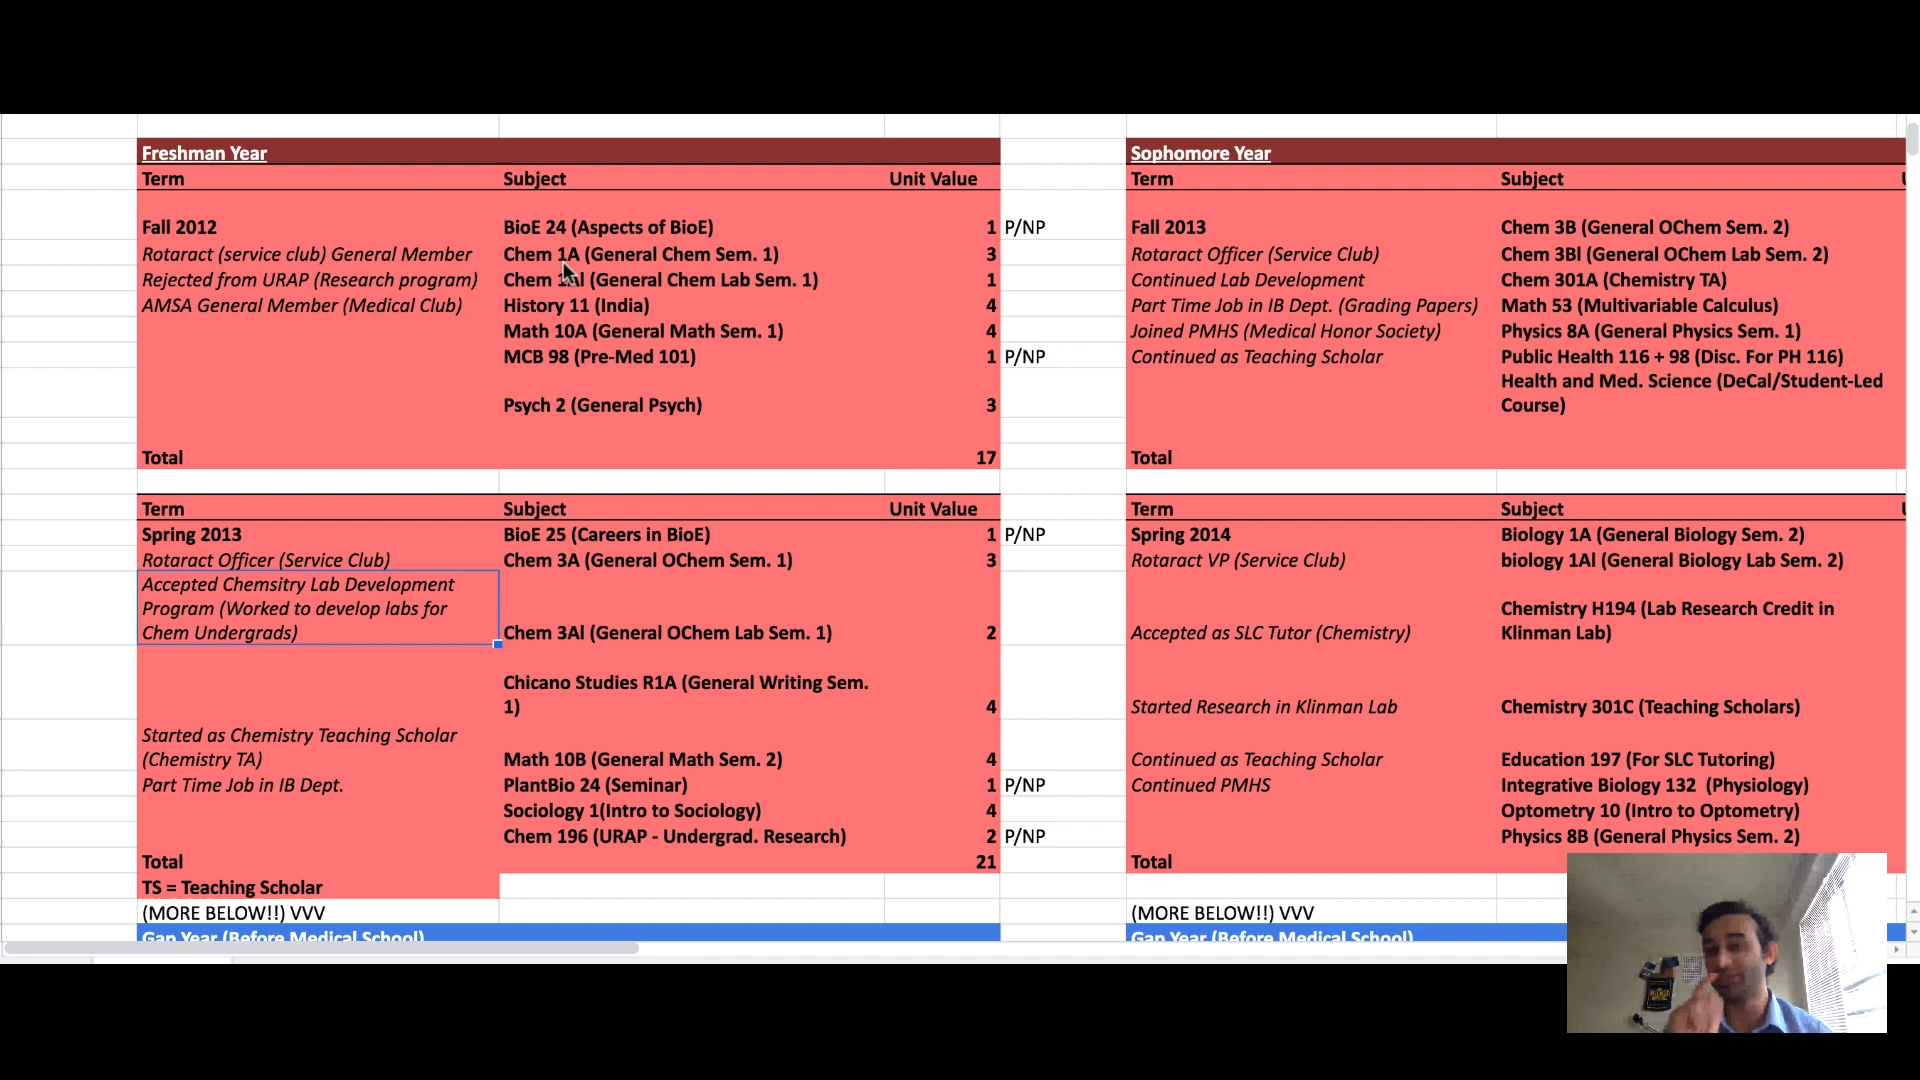 Freshman Year
Term Subject Unit Value
Fall 2012 BioE 24 (Aspects of BioE) 1 P/NP
Rotaract (service club) General Member Chem 1A (General Chem Sem. 1) 3
Rejected from URAP (Research program) Chem 1Al (General Chem Lab Sem. 1) 1
AMSA General Member (Medical Club) History 11 (India) 4
Math 10A (General Math Sem. 1) 4
MCB 98 (Pre-Med 101) 1 P/NP
Psych 2 (General Psych) 3
Total 17
Term Subject Unit Value
Spring 2013 BioE 25 (Careers in BioE) 1 P/NP
Rotaract Officer (Service Club) Chem 3A (General OChem Sem. 1) 3
Accepted Chemsitry Lab Development
Program (Worked to develop labs for
Chem Undergrads) Chem 3Al (General OChem Lab Sem. 1) 2
Chicano Studies R1A (General Writing Sem.
1) 4
Started as Chemistry Teaching Scholar
(Chemistry TA) Math 10B (General Math Sem. 2) 4
Part Time Job in IB Dept. PlantBio 24 (Seminar) 1 P/NP
Sociology 1(Intro to Sociology) 4
Chem 196 (URAP - Undergrad. Research) 2 P/NP
Total 21
TS = Teaching Scholar
(MORE BELOW!!) VVV
Gap Year (Before Medical School)
Sophomore Year
Term Subject
Fall 2013 Chem 3B (General OChem Sem. 2)
Rotaract Officer (Service Club) Chem 3Bl (General OChem Lab Sem. 2)
Continued Lab Development Chem 301A (Chemistry TA)
Part Time Job in IB Dept. (Grading Papers) Math 53 (Multivariable Calculus)
Joined PMHS (Medical Honor Society) Physics 8A (General Physics Sem. 1)
Continued as Teaching Scholar Public Health 116 + 98 (Disc. For PH 116)
Health and Med. Science (DeCal/Student-Led
Course)
Total
Term Subject
Spring 2014 Biology 1A (General Biology Sem. 2)
Rotaract VP (Service Club) biology 1Al (General Biology Lab Sem. 2)
Chemistry H194 (Lab Research Credit in
Accepted as SLC Tutor (Chemistry) Klinman Lab)
Started Research in Klinman Lab Chemistry 301C (Teaching Scholars)
Continued as Teaching Scholar Education 197 (For SLC Tutoring)
Continued PMHS Integrative Biology 132 (Physiology)
Optometry 10 (Intro to Optometry)
Physics 8B (General Physics Sem. 2)
Total
(MORE BELOW!!) VVV
Gap Year (Before Medical School)